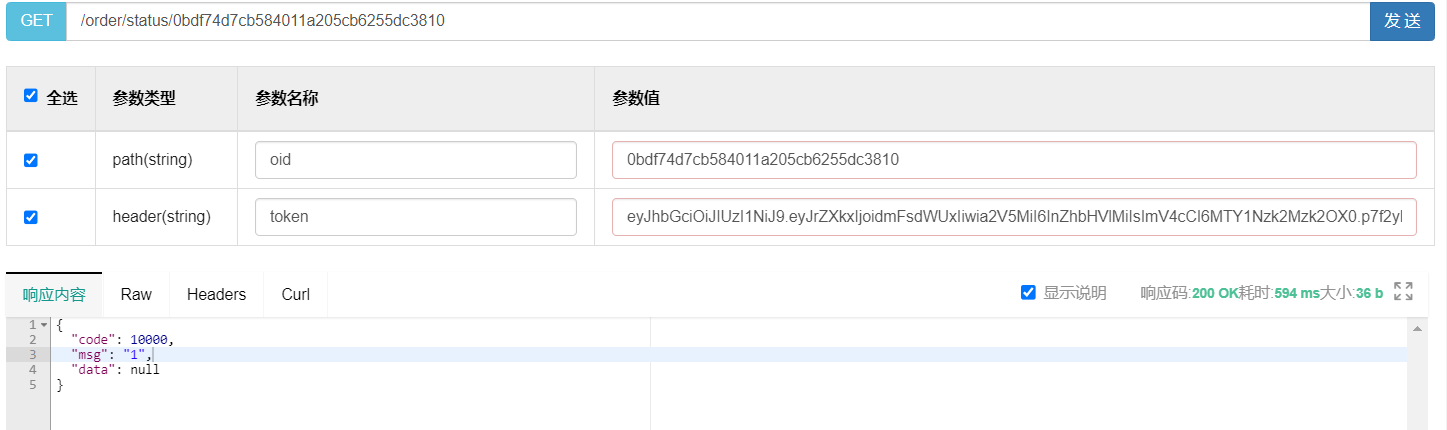 GET /order/status/0bdf74d7cb584011a205cb6255dc3810 发 送
全选 参数类型 参数名称 参数值
path(string) oid 0bdf74d7cb584011a205cb6255dc3810
header(string) token eyJhbGciOiJIUzI1NiJ9.eyJrZXkxIjoidmFsdWUxIiwia2V5MiI6InZhbHVlMiIsImV4cCI6MTY1Nzk2Mzk2OX0.p7f2yl
响应内容 Raw Headers Curl 显示说明 响应码:200 OK耗时:594 ms大小:36 b
1 {
2 "code": 10000,
3 "msg": "1",
4 "data": null
5 }